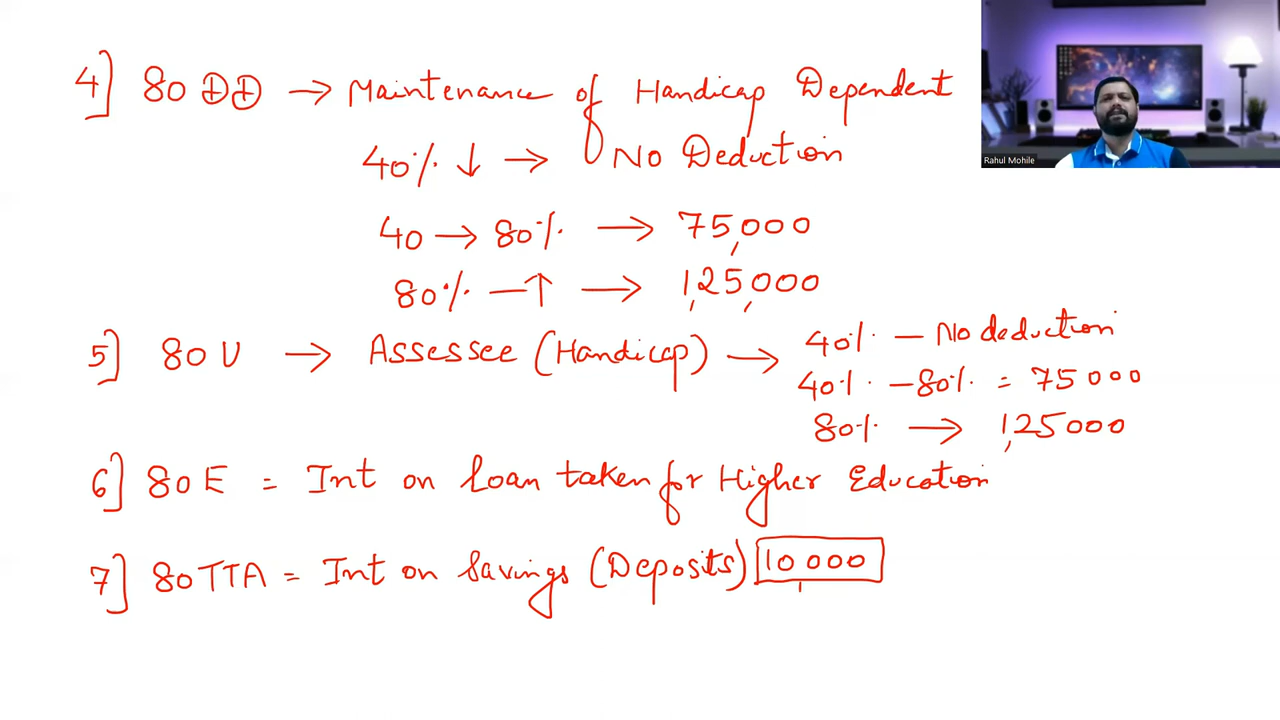 4] 80 DD → Maintenance of Handicap Dependent
40% ↓ → No Deduction
40 → 80% → 75,000
80% — ↑ → 1,25,000
5] 80 U → Assessee (Handicap) →
40% — No deduction
40% — 80% = 75000
80% → 1,25000
6] 80 E = Int on Loan taken for Higher Education
7] 80 TTA = Int on Savings (Deposits) 10,000
Rahul Mohile